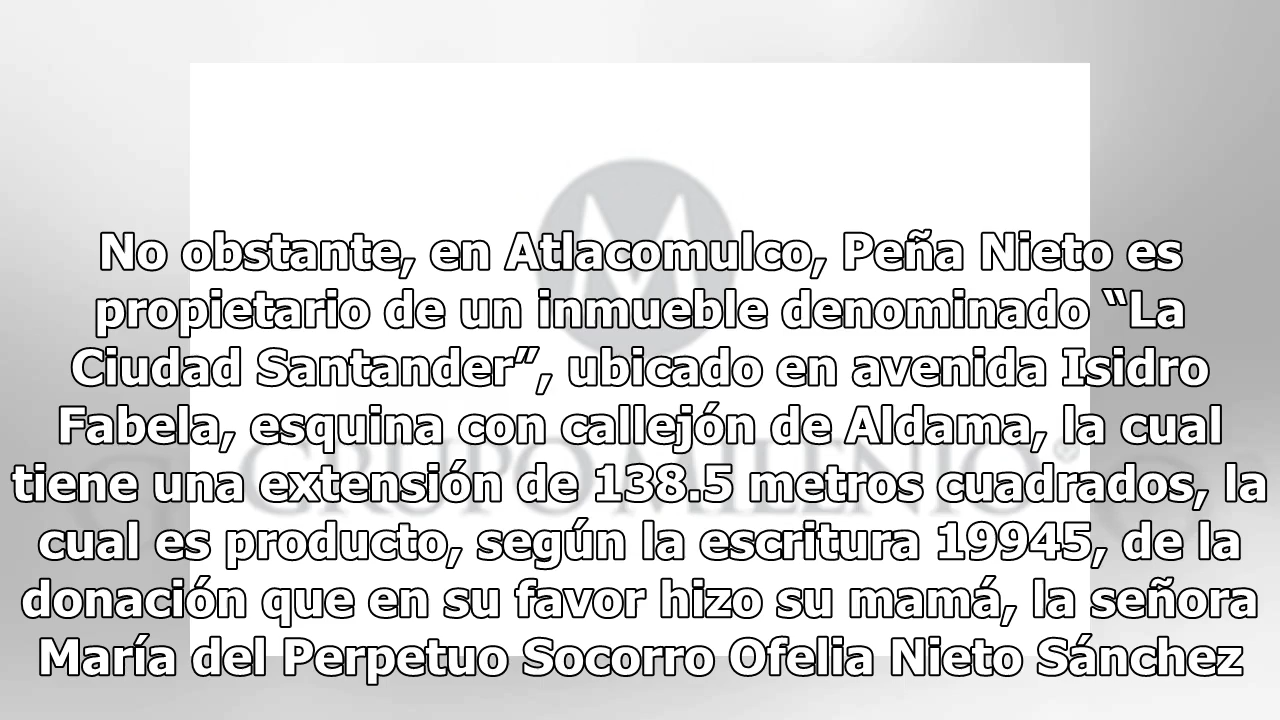 M
No obstante, en Atlacomulco, Peña Nieto es
propietario de un inmueble denominado “La
Ciudad Santander”, ubicado en avenida Isidro
Fabela, esquina con callejón de Aldama, la cual
tiene una extensión de 138.5 metros cuadrados, la
GRUPO MILENIO®
cual es producto, según la escritura 19945, de la
donación que en su favor hizo su mamá, la señora
María del Perpetuo Socorro Ofelia Nieto Sánchez